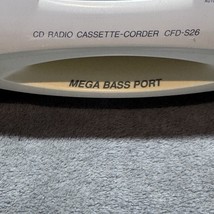 CD RADIO CASSETTE-CORDER CFD-S26
MEGA BASS PORT